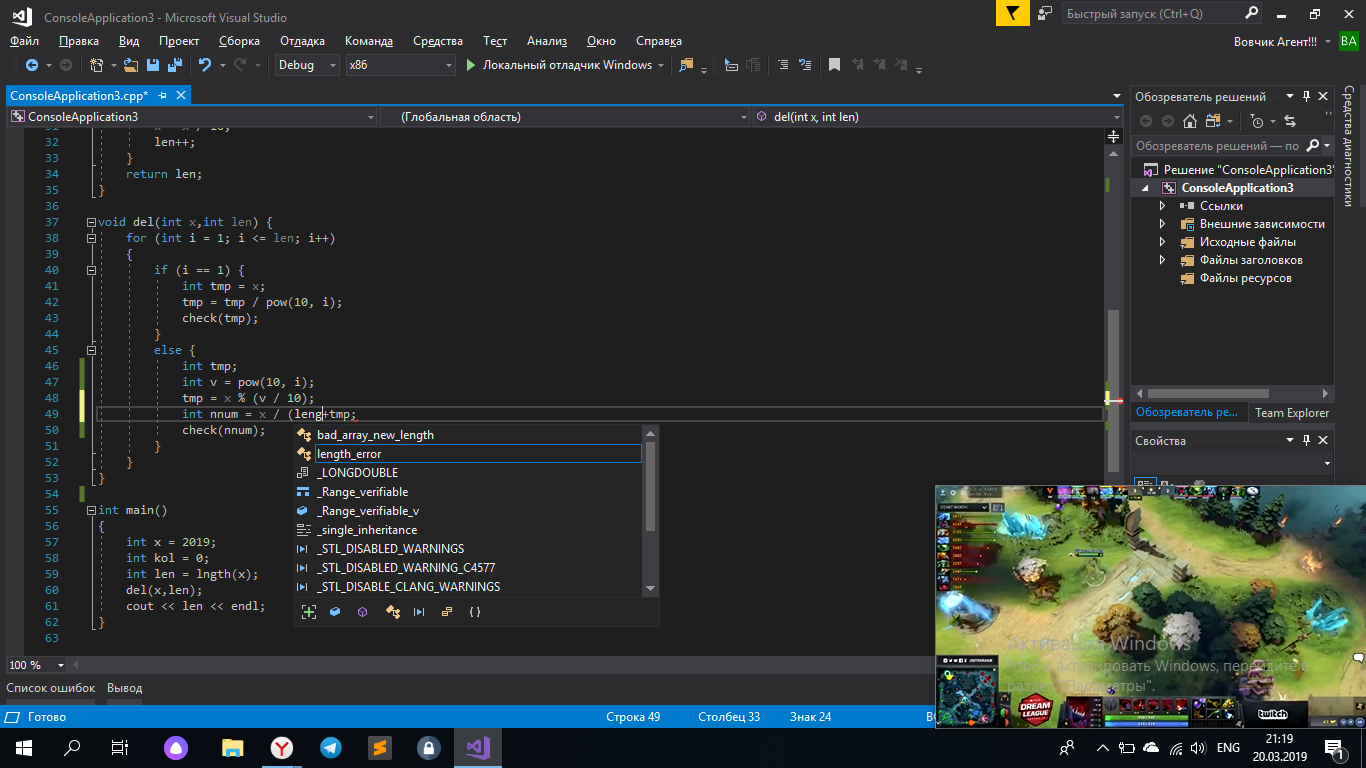 ConsoleApplication3 - Microsoft Visual Studio
Быстрый запуск (Ctrl+Q)
Файл Правка Вид Проект Сборка Отладка Команда Средства Тест Анализ Окно Справка
Вовчик Агент!!! BA
Debug x86 Локальный отладчик Windows
ConsoleApplication3.cpp*
ConsoleApplication3 (Глобальная область) del(int x, int len)
32 len++;
33 }
34 return len;
35 }
36
37 void del(int x,int len) {
38 for (int i = 1; i <= len; i++)
39 {
40 if (i == 1) {
41 int tmp = x;
42 tmp = tmp / pow(10, i);
43 check(tmp);
44 }
45 else {
46 int tmp;
47 int v = pow(10, i);
48 tmp = x % (v / 10);
49 int nnum = x / (leng+tmp;
50 check(nnum);
51 }
52 }
53 }
54
55 int main()
56 {
57 int x = 2019;
58 int kol = 0;
59 int len = lngth(x);
60 del(x,len);
61 cout << len << endl;
62 }
63
bad_array_new_length
length_error
_LONGDOUBLE
_Range_verifiable
_Range_verifiable_v
_single_inheritance
_STL_DISABLED_WARNINGS
_STL_DISABLED_WARNING_C4577
_STL_DISABLE_CLANG_WARNINGS
100 %
Список ошибок Вывод
Готово Строка 49 Столбец 33 Знак 24
Обозреватель решений
Обозреватель решений — по
Решение "ConsoleApplication3"
ConsoleApplication3
Ссылки
Внешние зависимости
Исходные файлы
Файлы заголовков
Файлы ресурсов
Обозреватель ре... Team Explorer
Свойства
Средства диагностики
Активация Windows
Чтобы активировать Windows, перейдите в
раздел "Параметры".
DREAM
LEAGUE
twitch
ENG
21:19
20.03.2019
1